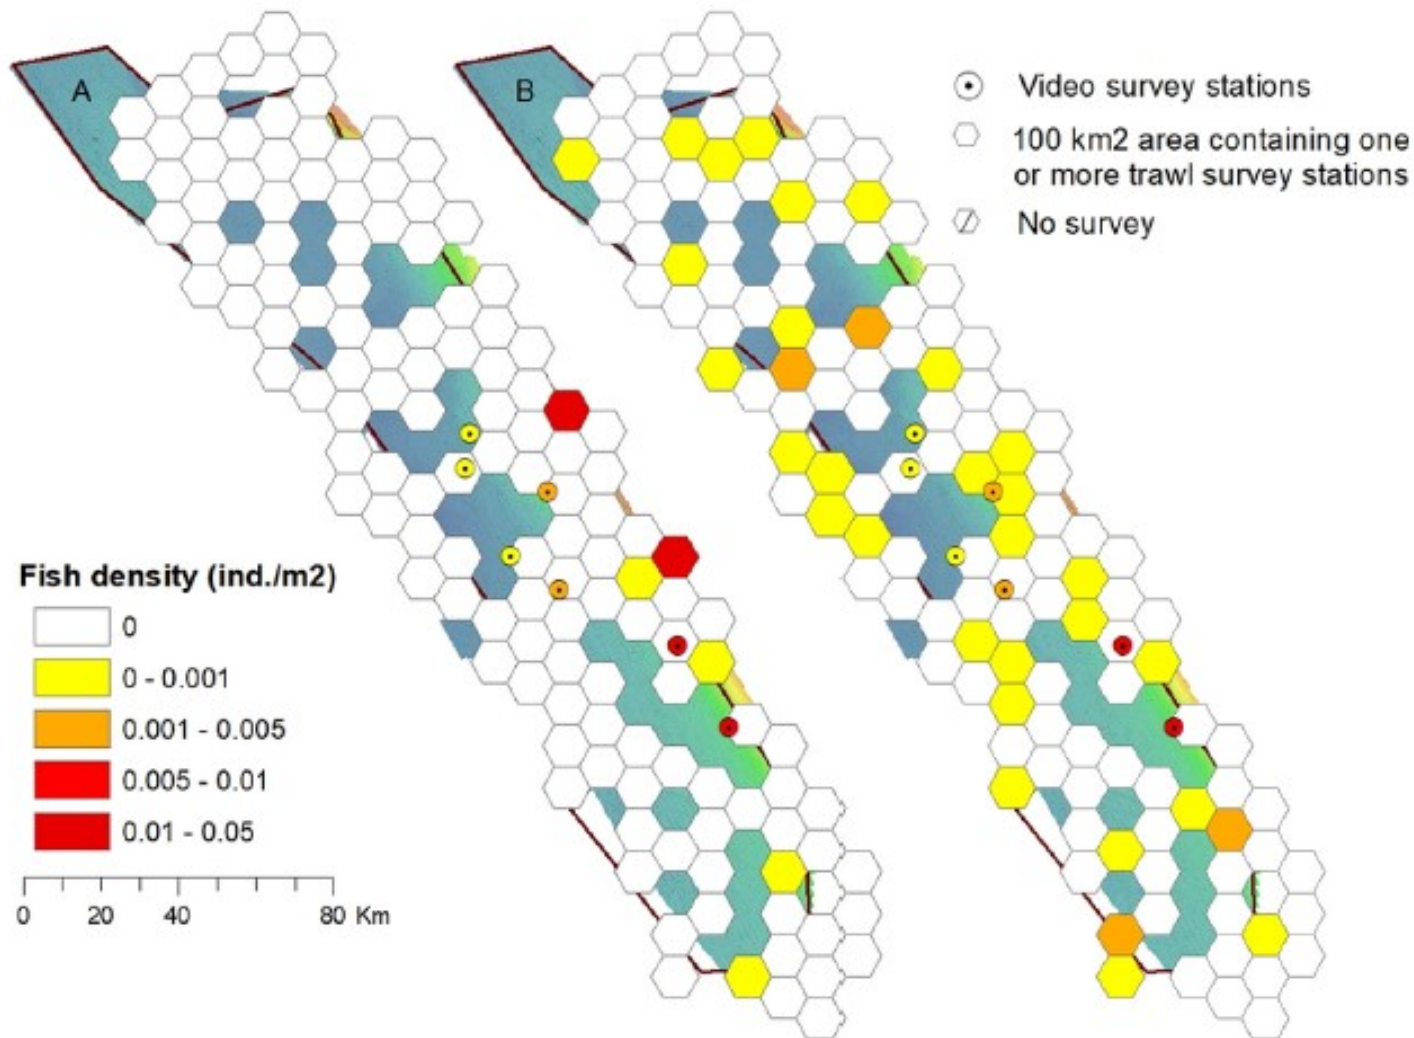 A
B
Video survey stations
100 km2 area containing one
or more trawl survey stations
No survey
Fish density (ind./m2)
0
0 - 0.001
0.001 - 0.005
0.005 - 0.01
0.01 - 0.05
0 20 40 80 Km